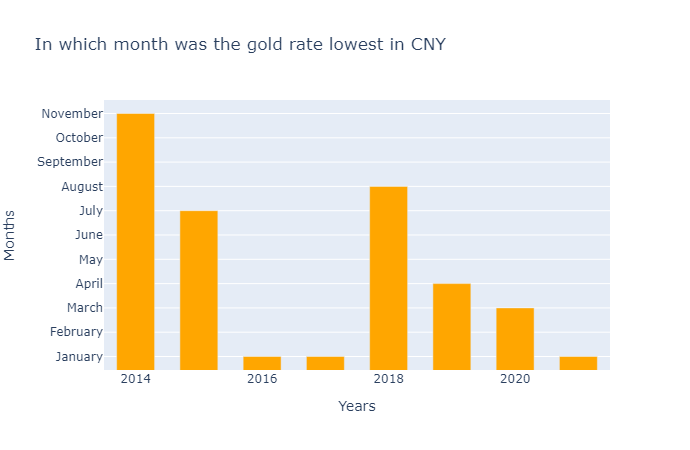 In which month was the gold rate lowest in CNY
November
October
September
August
July
June
May
April
March
February
January
Months
2014
2016
2018
2020
Years